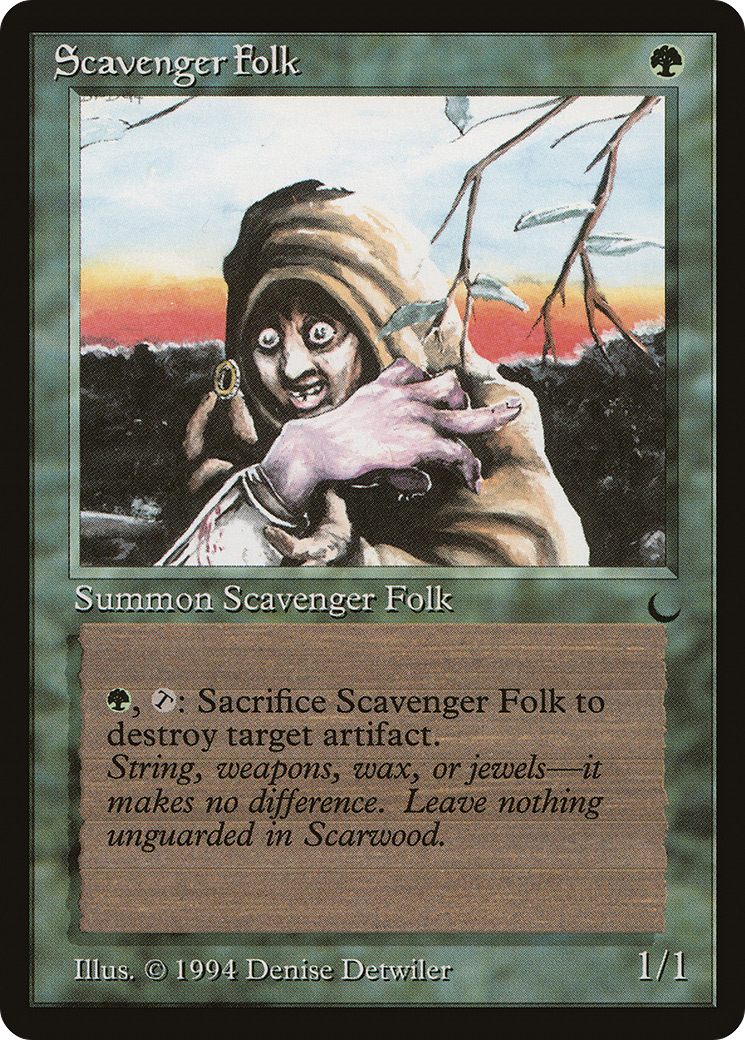 Scavenger Folk
Summon Scavenger Folk
, : Sacrifice Scavenger Folk to
destroy target artifact.
String, weapons, wax, or jewels—it
makes no difference. Leave nothing
unguarded in Scarwood.
Illus. © 1994 Denise Detwiler
1/1